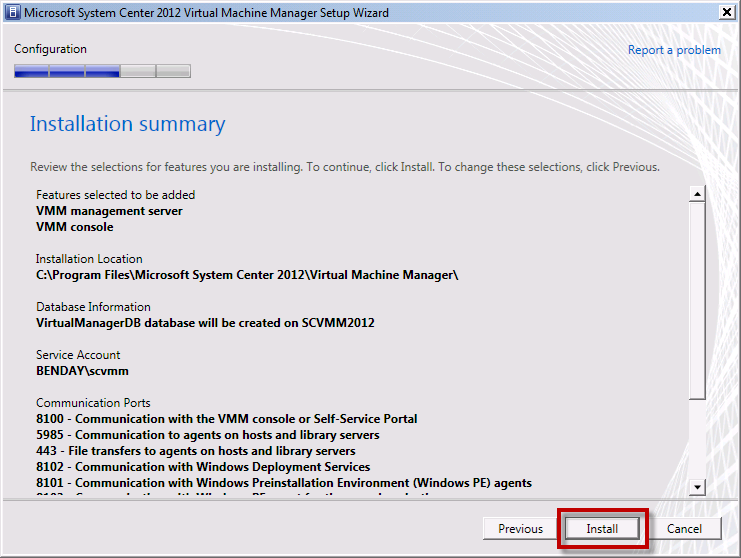 Microsoft System Center 2012 Virtual Machine Manager Setup Wizard
Configuration
Report a problem
Installation summary
Review the selections for features you are installing. To continue, click Install. To change these selections, click Previous.
Features selected to be added
VMM management server
VMM console
Installation Location
C:\Program Files\Microsoft System Center 2012\Virtual Machine Manager\
Database Information
VirtualManagerDB database will be created on SCVMM2012
Service Account
BENDAY\scvmm
Communication Ports
8100 - Communication with the VMM console or Self-Service Portal
5985 - Communication to agents on hosts and library servers
443 - File transfers to agents on hosts and library servers
8102 - Communication with Windows Deployment Services
8101 - Communication with Windows Preinstallation Environment (Windows PE) agents
Previous
Install
Cancel